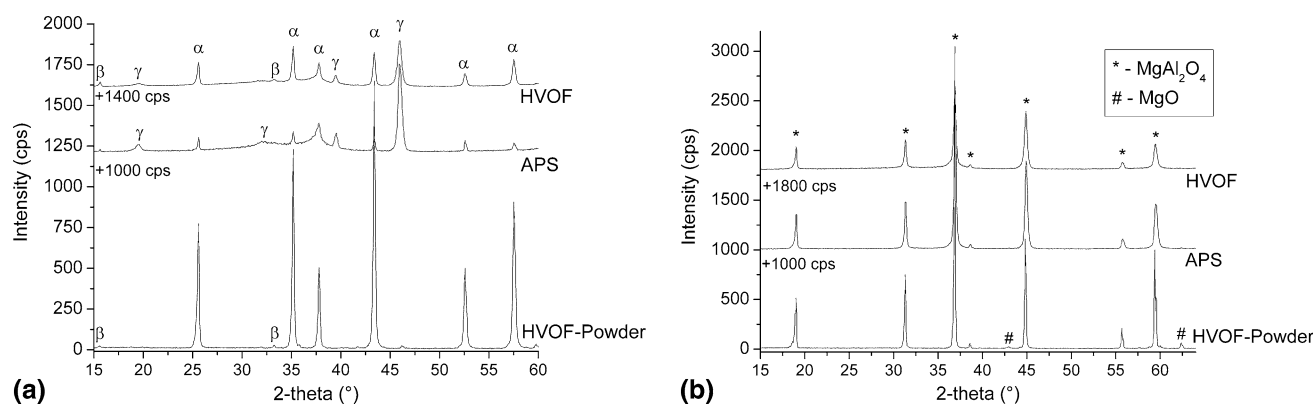 2000
1750
1500
1250
1000
750
500
250
0
Intensity (cps)
β γ α β α α γ α γ α α
+1400 cps
HVOF
γ γ
+1000 cps
APS
β β
HVOF-Powder
15 20 25 30 35 40 45 50 55 60
2-theta (°)
(a)
3000
2500
2000
1500
1000
500
0
Intensity (cps)
* - MgAl₂O₄
# - MgO
* * * * * * *
+1800 cps
HVOF
+1000 cps
APS
# #
HVOF-Powder
15 20 25 30 35 40 45 50 55 60
2-theta (°)
(b)